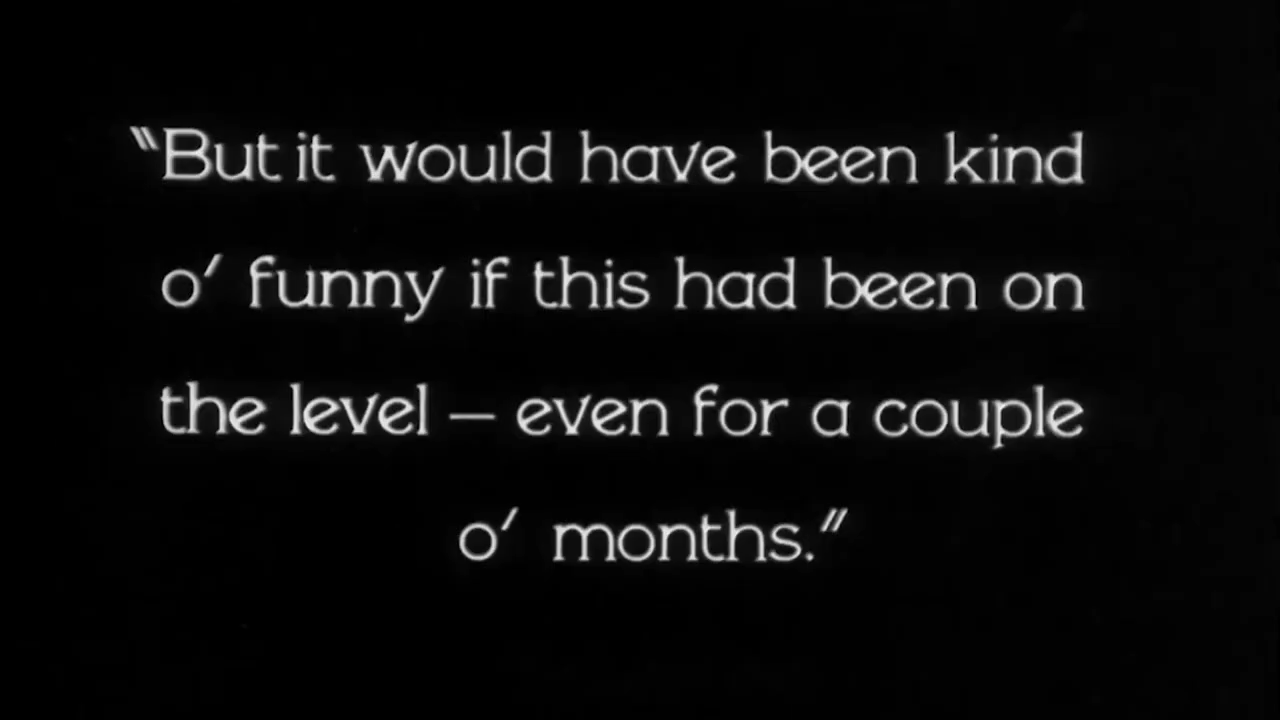 "But it would have been kind
o' funny if this had been on
the level — even for a couple
o' months."